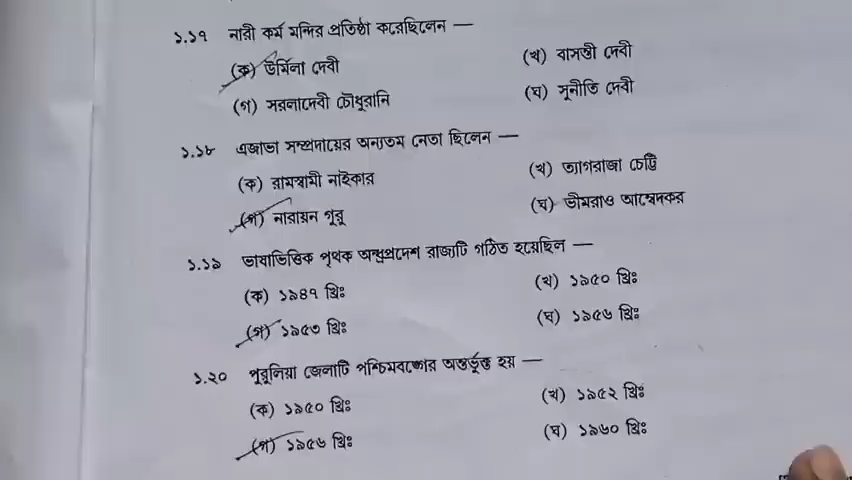 ১.১৭ নারী কর্ম মন্দির প্রতিষ্ঠা করেছিলেন —
(ক) উর্মিলা দেবী (খ) বাসন্তী দেবী
(গ) সরলাদেবী চৌধুরানি (ঘ) সুনীতি দেবী
১.১৮ এজাভা সম্প্রদায়ের অন্যতম নেতা ছিলেন —
(ক) রামস্বামী নাইকার (খ) ত্যাগরাজা চেট্টি
(গ) নারায়ন গুরু (ঘ) ভীমরাও আম্বেদকর
১.১৯ ভাষাভিত্তিক পৃথক অন্ধ্রপ্রদেশ রাজ্যটি গঠিত হয়েছিল —
(ক) ১৯৪৭ খ্রিঃ (খ) ১৯৫০ খ্রিঃ
(গ) ১৯৫৩ খ্রিঃ (ঘ) ১৯৫৬ খ্রিঃ
১.২০ পুরুলিয়া জেলাটি পশ্চিমবঙ্গের অন্তর্ভুক্ত হয় —
(ক) ১৯৫০ খ্রিঃ (খ) ১৯৫২ খ্রিঃ
(গ) ১৯৫৬ খ্রিঃ (ঘ) ১৯৬০ খ্রিঃ